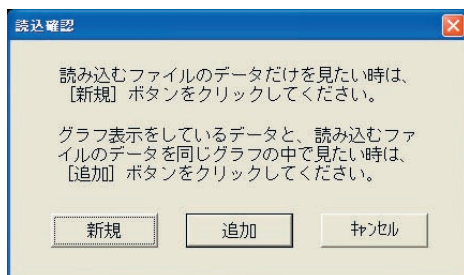 読込確認
読み込むファイルのデータだけを見たい時は、
［新規］ボタンをクリックしてください。
グラフ表示をしているデータと、読み込むファ
イルのデータを同じグラフの中で見たい時は、
［追加］ボタンをクリックしてください。
新規
追加
ｷｬﾝｾﾙ